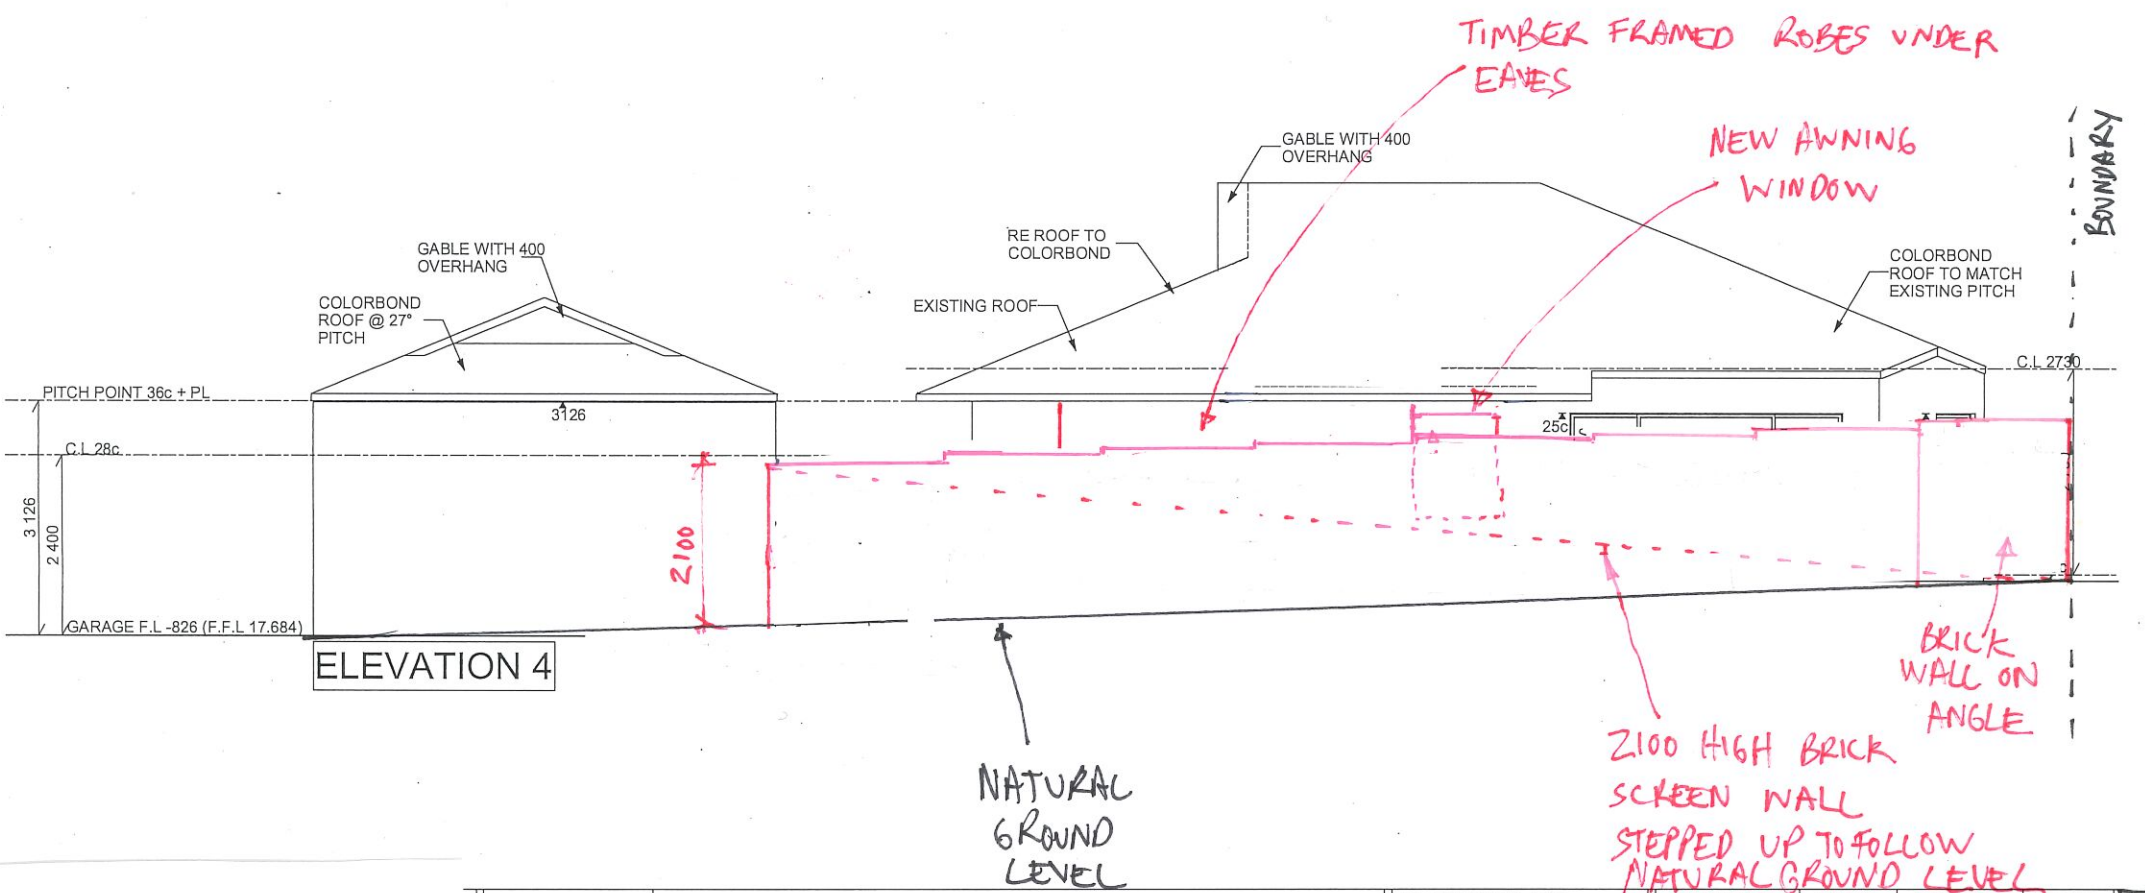 TIMBER FRAMED ROBES UNDER
EAVES
NEW AWNING
WINDOW
BOUNDARY
GABLE WITH 400
OVERHANG
RE ROOF TO
COLORBOND
GABLE WITH 400
OVERHANG
COLORBOND
ROOF TO MATCH
EXISTING PITCH
COLORBOND
ROOF @ 27°
PITCH
EXISTING ROOF
C.L 2730
PITCH POINT 36c + PL
3126
25c
C.L 28c
3 126
2 400
2100
GARAGE F.L -826 (F.F.L 17.684)
ELEVATION 4
BRICK
WALL ON
ANGLE
NATURAL
GROUND
LEVEL
2100 HIGH BRICK
SCREEN WALL
STEPPED UP TO FOLLOW
NATURAL GROUND LEVEL